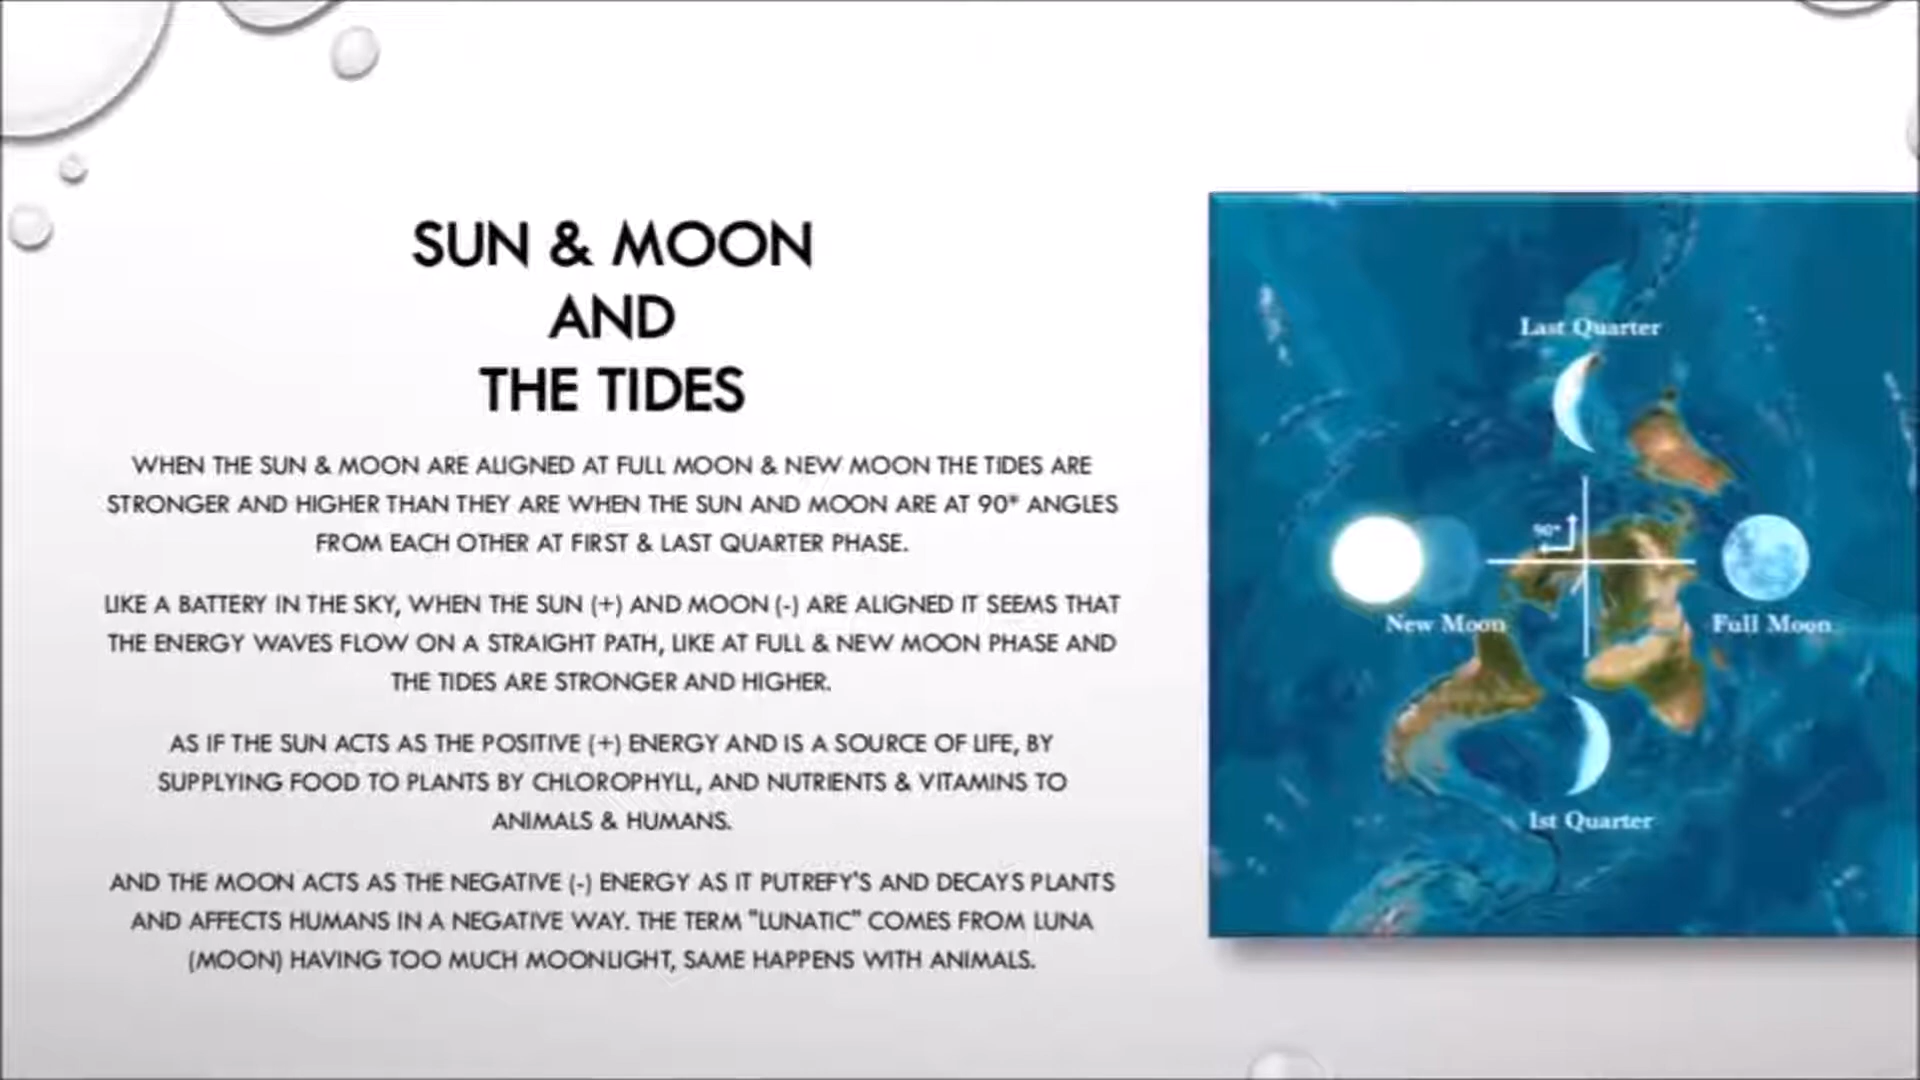 SUN & MOON
AND
THE TIDES
WHEN THE SUN & MOON ARE ALIGNED AT FULL MOON & NEW MOON THE TIDES ARE
STRONGER AND HIGHER THAN THEY ARE WHEN THE SUN AND MOON ARE AT 90* ANGLES
FROM EACH OTHER AT FIRST & LAST QUARTER PHASE.
LIKE A BATTERY IN THE SKY, WHEN THE SUN (+) AND MOON (-) ARE ALIGNED IT SEEMS THAT
THE ENERGY WAVES FLOW ON A STRAIGHT PATH, LIKE AT FULL & NEW MOON PHASE AND
THE TIDES ARE STRONGER AND HIGHER.
AS IF THE SUN ACTS AS THE POSITIVE (+) ENERGY AND IS A SOURCE OF LIFE, BY
SUPPLYING FOOD TO PLANTS BY CHLOROPHYLL, AND NUTRIENTS & VITAMINS TO
ANIMALS & HUMANS.
AND THE MOON ACTS AS THE NEGATIVE (-) ENERGY AS IT PUTREFY'S AND DECAYS PLANTS
AND AFFECTS HUMANS IN A NEGATIVE WAY. THE TERM "LUNATIC" COMES FROM LUNA
(MOON) HAVING TOO MUCH MOONLIGHT, SAME HAPPENS WITH ANIMALS.
Last Quarter
90°
New Moon
Full Moon
1st Quarter